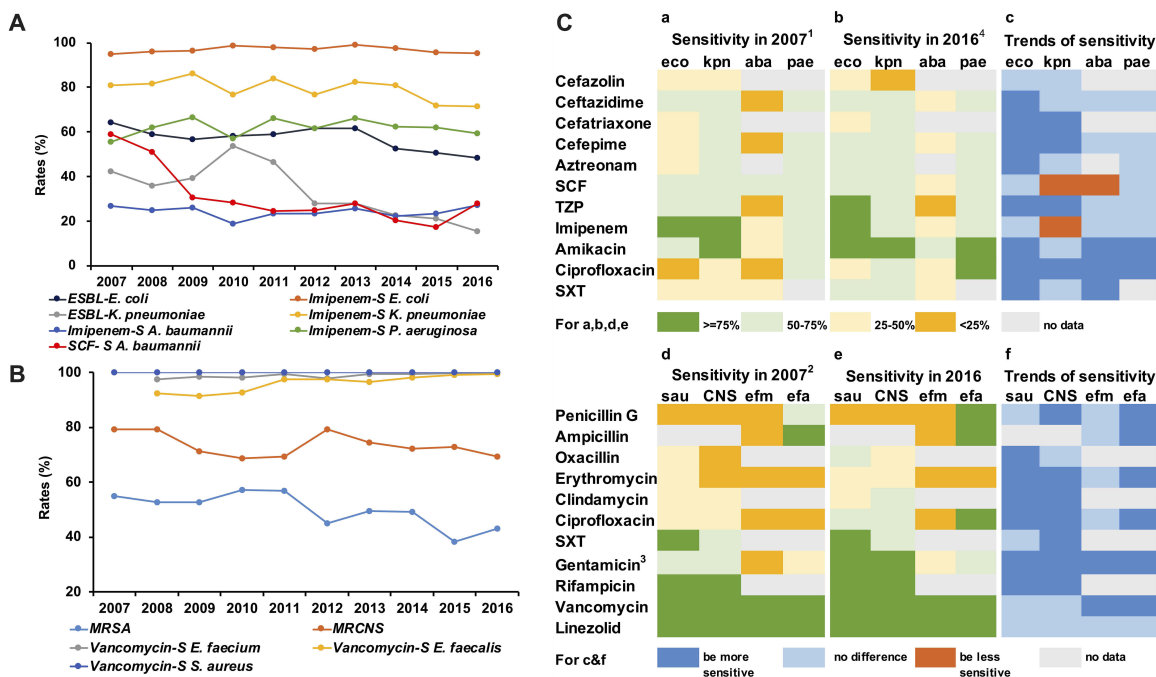 A
Rates (%)
100
80
60
40
20
0
2007 2008 2009 2010 2011 2012 2013 2014 2015 2016
ESBL-E. coli
Imipenem-S E. coli
ESBL-K. pneumoniae
Imipenem-S K. pneumoniae
Imipenem-S A. baumannii
Imipenem-S P. aeruginosa
SCF- S A. baumannii
B
Rates (%)
100
80
60
40
20
2007 2008 2009 2010 2011 2012 2013 2014 2015 2016
MRSA
MRCNS
Vancomycin-S E. faecium
Vancomycin-S E. faecalis
Vancomycin-S S. aureus
C
a b c
Sensitivity in 2007¹ Sensitivity in 2016⁴ Trends of sensitivity
eco kpn aba pae eco kpn aba pae eco kpn aba pae
Cefazolin
Ceftazidime
Cefatriaxone
Cefepime
Aztreonam
SCF
TZP
Imipenem
Amikacin
Ciprofloxacin
SXT
For a,b,d,e >=75% 50-75% 25-50% <25% no data
d e f
Sensitivity in 2007² Sensitivity in 2016 Trends of sensitivity
sau CNS efm efa sau CNS efm efa sau CNS efm efa
Penicillin G
Ampicillin
Oxacillin
Erythromycin
Clindamycin
Ciprofloxacin
SXT
Gentamicin³
Rifampicin
Vancomycin
Linezolid
For c&f be more sensitive no difference be less sensitive no data